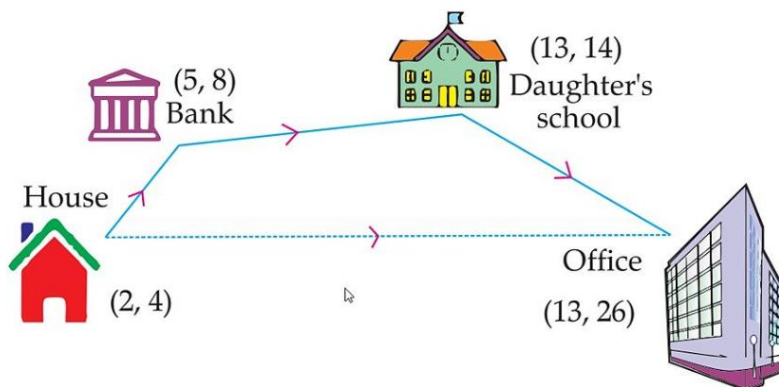 (13, 14)
Daughter's
school
(5, 8)
Bank
House
(2, 4)
Office
(13, 26)